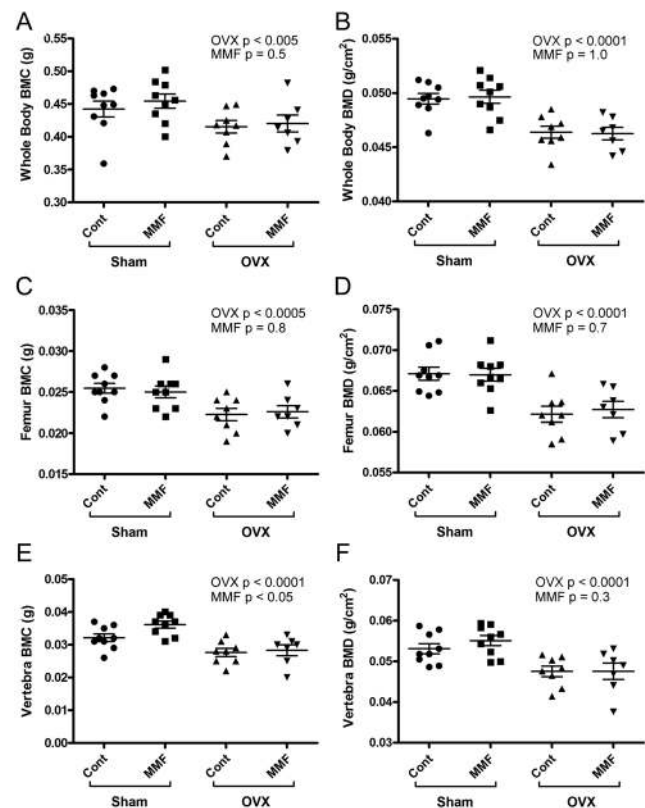 A
Whole Body BMC (g)
0.55
0.50
0.45
0.40
0.35
0.30
OVX p < 0.005
MMF p = 0.5
Cont
MMF
Cont
MMF
Sham
OVX
B
Whole Body BMD (g/cm²)
0.055
0.050
0.045
0.040
OVX p < 0.0001
MMF p = 1.0
Cont
MMF
Cont
MMF
Sham
OVX
C
Femur BMC (g)
0.035
0.030
0.025
0.020
0.015
OVX p < 0.0005
MMF p = 0.8
Cont
MMF
Cont
MMF
Sham
OVX
D
Femur BMD (g/cm²)
0.075
0.070
0.065
0.060
0.055
OVX p < 0.0001
MMF p = 0.7
Cont
MMF
Cont
MMF
Sham
OVX
E
Vertebra BMC (g)
0.05
0.04
0.03
0.02
0.01
0.00
OVX p < 0.0001
MMF p < 0.05
Cont
MMF
Cont
MMF
Sham
OVX
F
Vertebra BMD (g/cm²)
0.07
0.06
0.05
0.04
0.03
OVX p < 0.0001
MMF p = 0.3
Cont
MMF
Cont
MMF
Sham
OVX